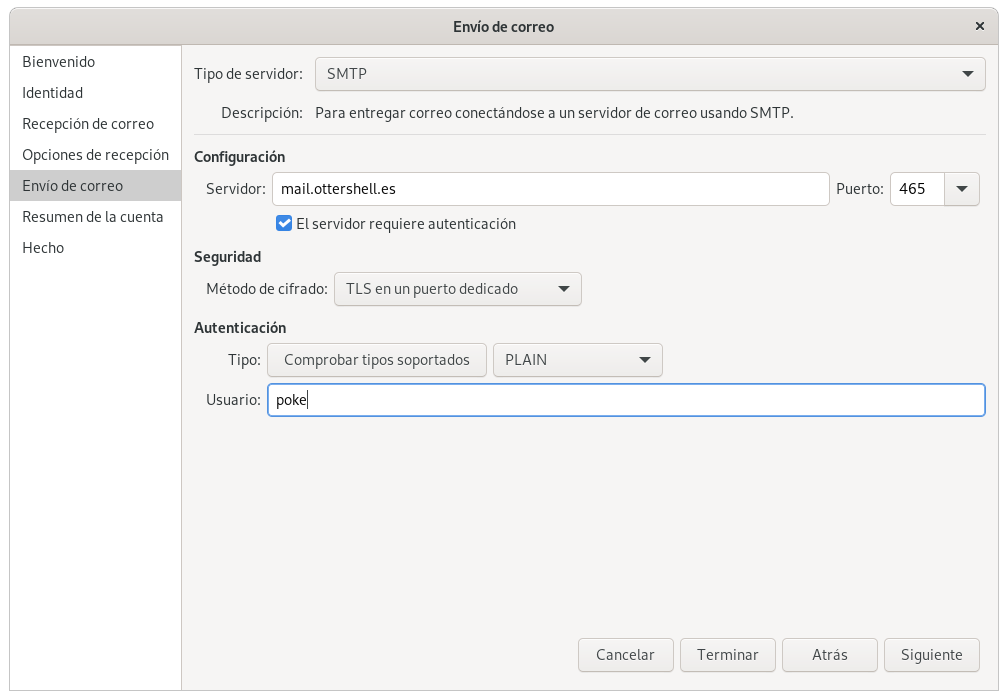 Envío de correo
Bienvenido
Identidad
Recepción de correo
Opciones de recepción
Envío de correo
Resumen de la cuenta
Hecho
Tipo de servidor: SMTP
Descripción: Para entregar correo conectándose a un servidor de correo usando SMTP.
Configuración
Servidor: mail.ottershell.es Puerto: 465
El servidor requiere autenticación
Seguridad
Método de cifrado: TLS en un puerto dedicado
Autenticación
Tipo: Comprobar tipos soportados PLAIN
Usuario: poke
Cancelar Terminar Atrás Siguiente